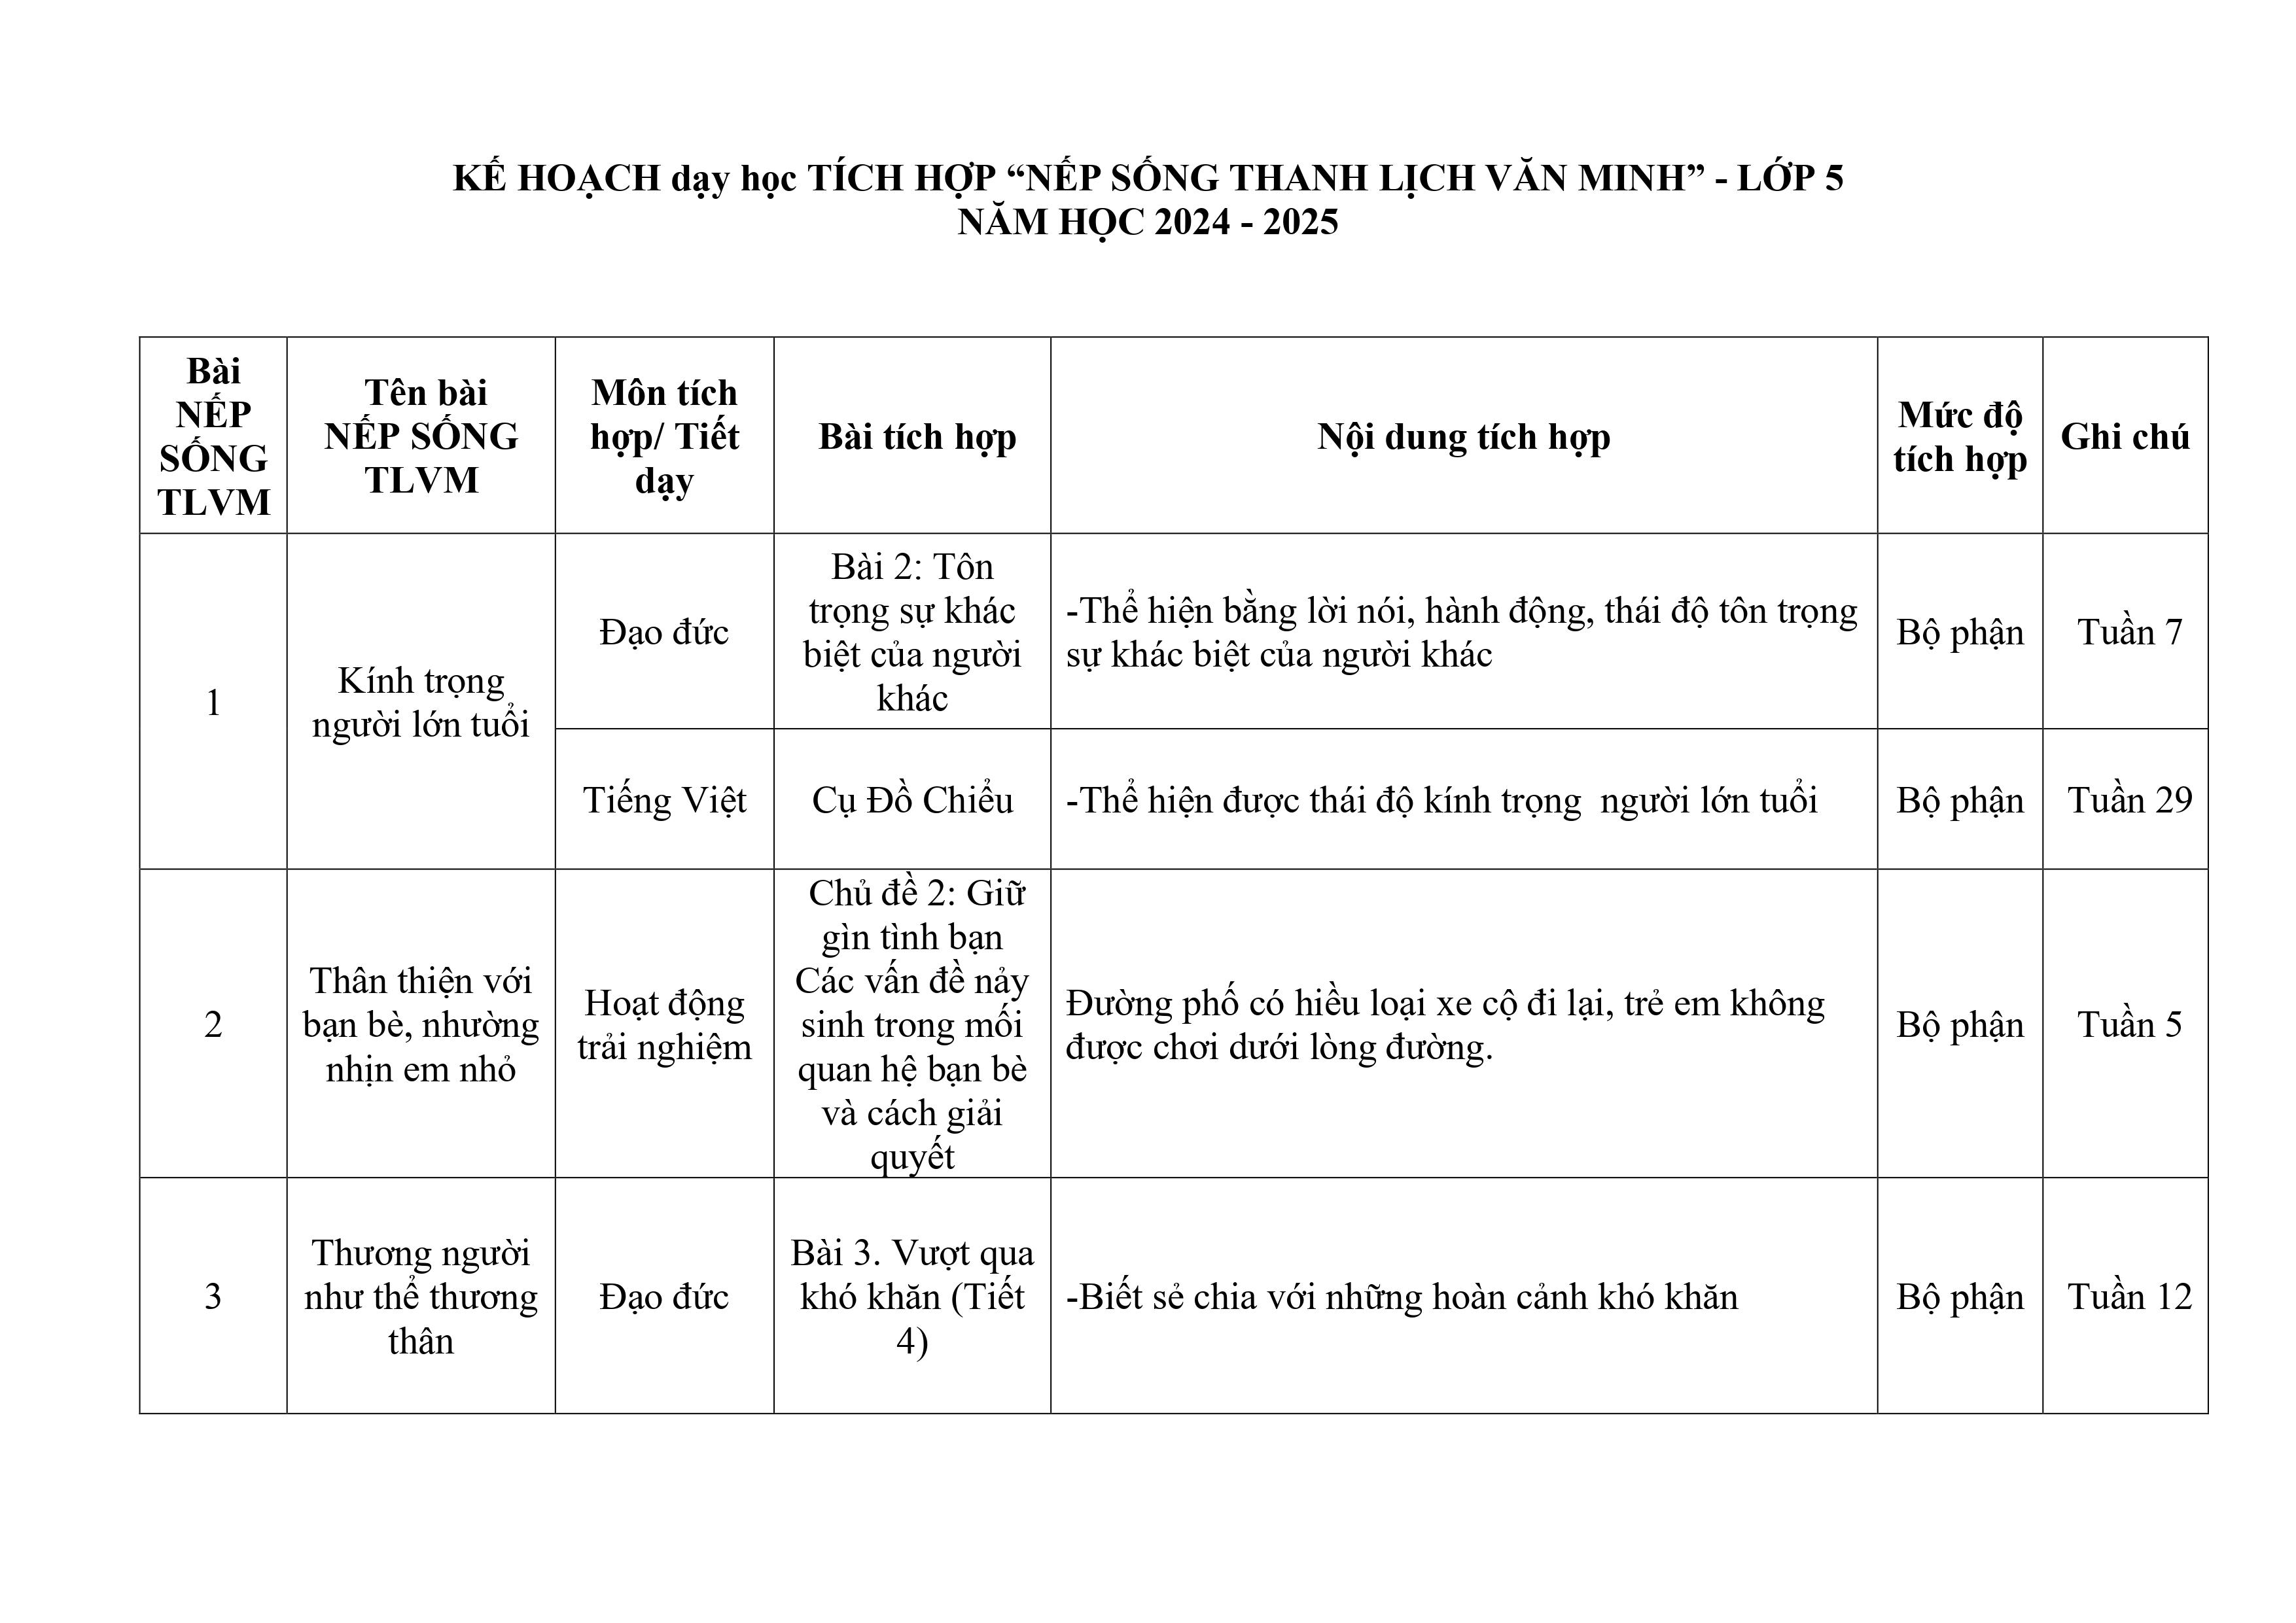 KẾ HOẠCH dạy học TÍCH HỢP “NẾP SỐNG THANH LỊCH VĂN MINH” - LỚP 5
NĂM HỌC 2024 - 2025
Bài
NẾP
SỐNG
TLVM
Tên bài
NẾP SỐNG
TLVM
Môn tích
hợp/ Tiết
dạy
Bài tích hợp
Nội dung tích hợp
Mức độ
tích hợp
Ghi chú
1
Kính trọng
người lớn tuổi
Đạo đức
Bài 2: Tôn
trọng sự khác
biệt của người
khác
-Thể hiện bằng lời nói, hành động, thái độ tôn trọng
sự khác biệt của người khác
Bộ phận
Tuần 7
Tiếng Việt
Cụ Đồ Chiểu
-Thể hiện được thái độ kính trọng  người lớn tuổi
Bộ phận
Tuần 29
2
Thân thiện với
bạn bè, nhường
nhịn em nhỏ
Hoạt động
trải nghiệm
Chủ đề 2: Giữ
gìn tình bạn
Các vấn đề nảy
sinh trong mối
quan hệ bạn bè
và cách giải
quyết
Đường phố có hiều loại xe cộ đi lại, trẻ em không
được chơi dưới lòng đường.
Bộ phận
Tuần 5
3
Thương người
như thể thương
thân
Đạo đức
Bài 3. Vượt qua
khó khăn (Tiết
4)
-Biết sẻ chia với những hoàn cảnh khó khăn
Bộ phận
Tuần 12